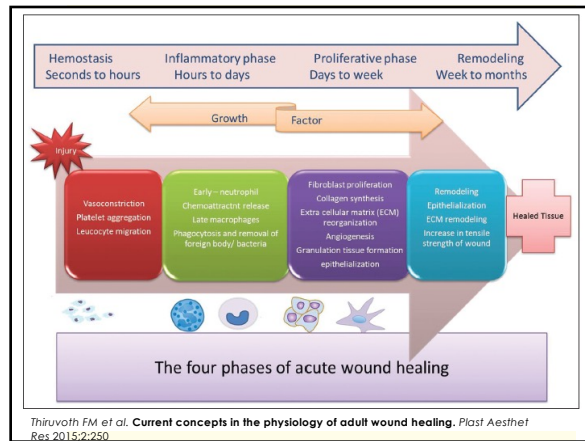 Hemostasis
Seconds to hours
Inflammatory phase
Hours to days
Proliferative phase
Days to week
Remodeling
Week to months
Growth
Factor
Injury
Vasoconstriction
Platelet aggregation
Leucocyte migration
Early – neutrophil
Chemoattractnt release
Late macrophages
Phagocytosis and removal of
foreign body/ bacteria
Fibroblast proliferation
Collagen synthesis
Extra cellular matrix (ECM)
reorganization
Angiogenesis
Granulation tissue formation
epithelialization
Remodeling
Epithelialization
ECM remodeling
Increase in tensile
strength of wound
Healed Tissue
The four phases of acute wound healing
Thiruvoth FM et al. Current concepts in the physiology of adult wound healing. Plast Aesthet
Res 2015;2:250